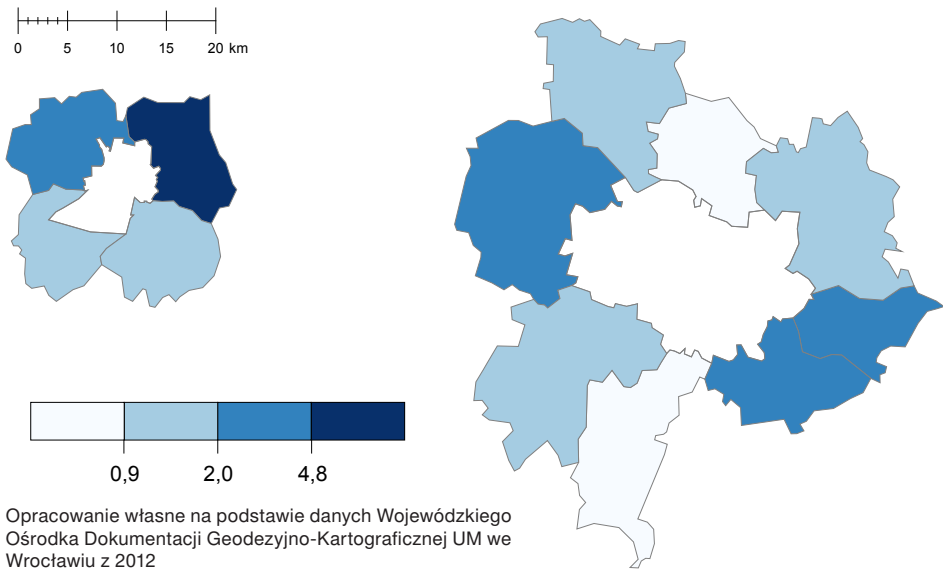 0 5 10 15 20 km
0,9 2,0 4,8
Opracowanie własne na podstawie danych Wojewódzkiego
Ośrodka Dokumentacji Geodezyjno-Kartograficznej UM we
Wrocławiu z 2012